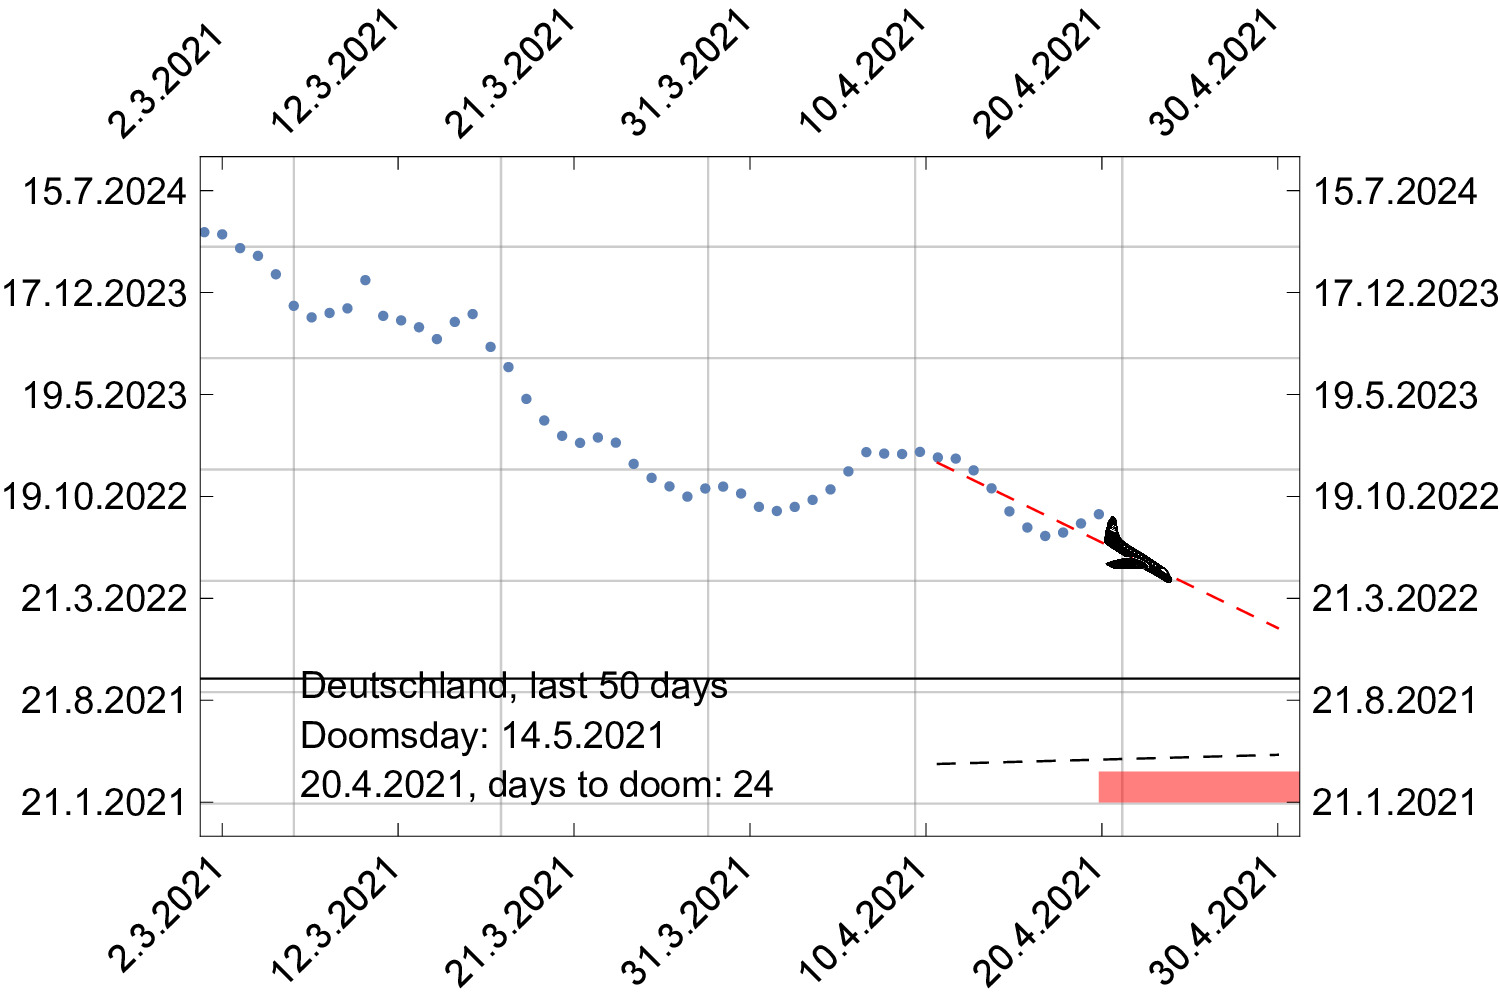 2.3.2021 12.3.2021 21.3.2021 31.3.2021 10.4.2021 20.4.2021 30.4.2021
15.7.2024 15.7.2024
17.12.2023 17.12.2023
19.5.2023 19.5.2023
19.10.2022 19.10.2022
21.3.2022 21.3.2022
Deutschland, last 50 days
21.8.2021 21.8.2021
Doomsday: 14.5.2021
20.4.2021, days to doom: 24
21.1.2021 21.1.2021
2.3.2021 12.3.2021 21.3.2021 31.3.2021 10.4.2021 20.4.2021 30.4.2021